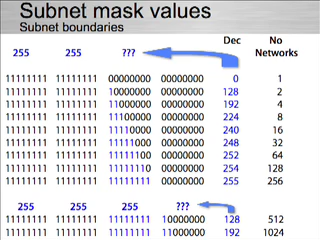 Subnet mask values
Subnet boundaries
Dec No
255 255 ??? Networks
11111111 11111111 00000000 00000000 0 1
11111111 11111111 10000000 00000000 128 2
11111111 11111111 11000000 00000000 192 4
11111111 11111111 11100000 00000000 224 8
11111111 11111111 11110000 00000000 240 16
11111111 11111111 11111000 00000000 248 32
11111111 11111111 11111100 00000000 252 64
11111111 11111111 11111110 00000000 254 128
11111111 11111111 11111111 00000000 255 256
255 255 255 ???
11111111 11111111 11111111 10000000 128 512
11111111 11111111 11111111 11000000 192 1024